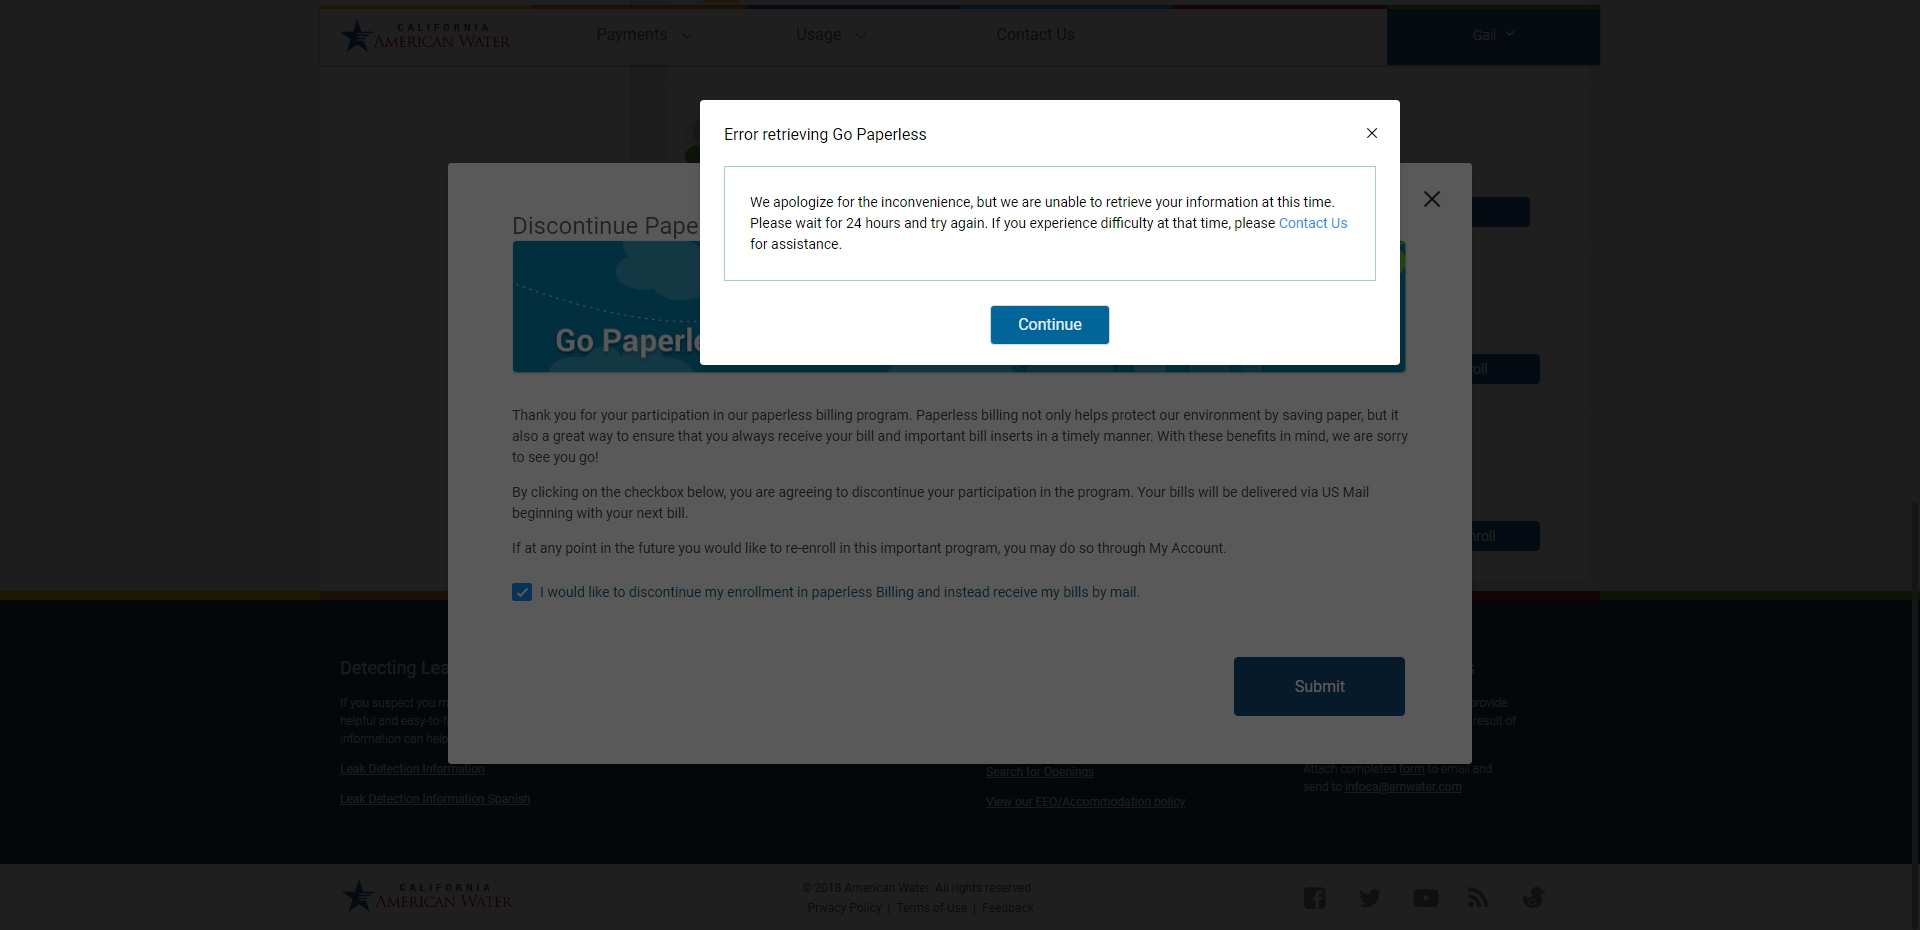 CALIFORNIA
AMERICAN WATER
Payments
Usage
Contact Us
Gail
Error retrieving Go Paperless
We apologize for the inconvenience, but we are unable to retrieve your information at this time.
Please wait for 24 hours and try again. If you experience difficulty at that time, please Contact Us
for assistance.
Continue
Discontinue Pape
Go Paperle
Thank you for your participation in our paperless billing program. Paperless billing not only helps protect our environment by saving paper, but it
also a great way to ensure that you always receive your bill and important bill inserts in a timely manner. With these benefits in mind, we are sorry
to see you go!
By clicking on the checkbox below, you are agreeing to discontinue your participation in the program. Your bills will be delivered via US Mail
beginning with your next bill.
If at any point in the future you would like to re-enroll in this important program, you may do so through My Account.
I would like to discontinue my enrollment in paperless Billing and instead receive my bills by mail.
Submit
oll
nroll
Detecting Lea
If you suspect you m
helpful and easy-to-f
information can help
Leak Detection Information
Leak Detection Information Spanish
Search for Openings
View our EEO/Accommodation policy
s
provide
result of
Attach completed form to email and
send to infoca@amwater.com
CALIFORNIA
AMERICAN WATER
© 2018 American Water. All rights reserved.
Privacy Policy | Terms of Use | Feedback